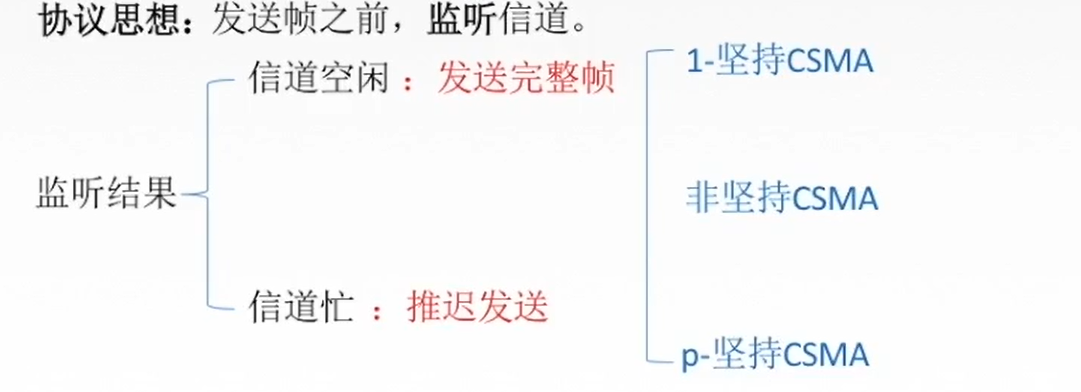 协议思想：发送帧之前，监听信道。
信道空闲：发送完整帧
监听结果
信道忙：推迟发送
1-坚持CSMA
非坚持CSMA
p-坚持CSMA